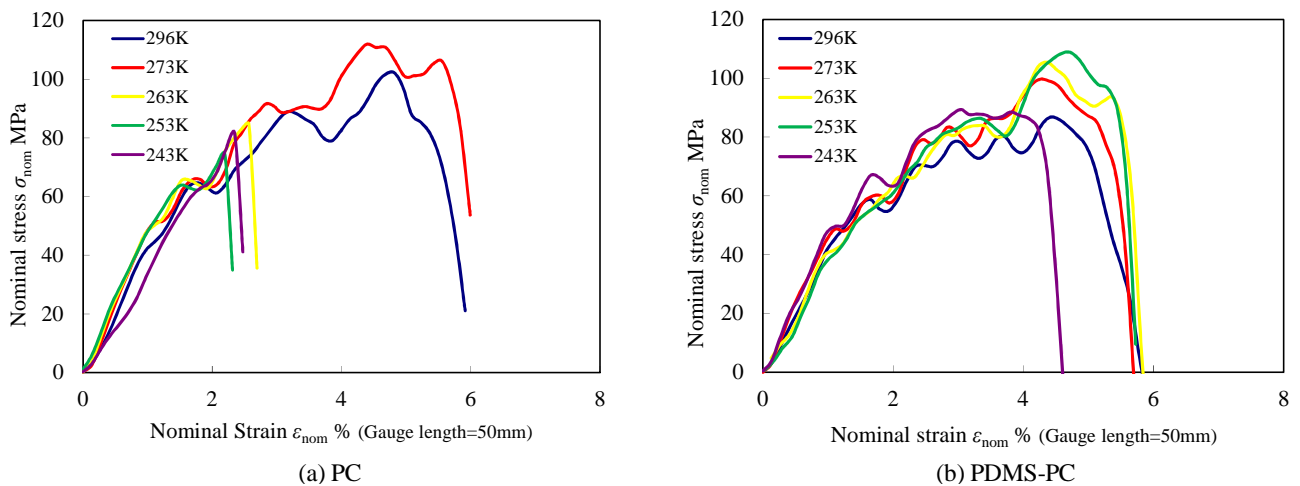 120
100
80
60
40
20
0
Nominal stress σnom MPa
296K
273K
263K
253K
243K
0 2 4 6 8
Nominal Strain εnom % (Gauge length=50mm)
(a) PC
120
100
80
60
40
20
0
Nominal stress σnom MPa
296K
273K
263K
253K
243K
0 2 4 6 8
Nominal strain εnom % (Gauge length=50mm)
(b) PDMS-PC